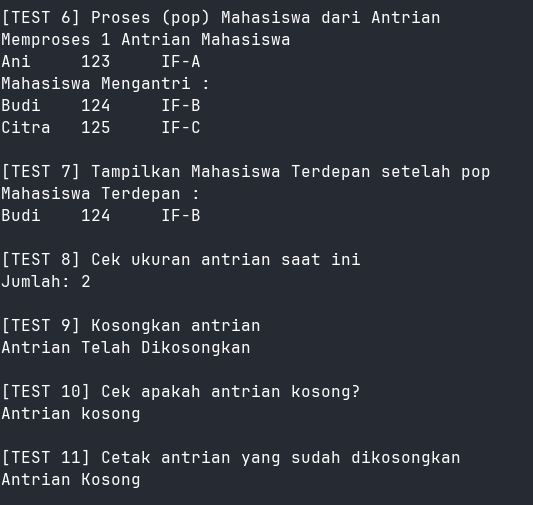 [TEST 6] Proses (pop) Mahasiswa dari Antrian
Memproses 1 Antrian Mahasiswa
Ani     123     IF-A
Mahasiswa Mengantri :
Budi    124     IF-B
Citra   125     IF-C

[TEST 7] Tampilkan Mahasiswa Terdepan setelah pop
Mahasiswa Terdepan :
Budi    124     IF-B

[TEST 8] Cek ukuran antrian saat ini
Jumlah: 2

[TEST 9] Kosongkan antrian
Antrian Telah Dikosongkan

[TEST 10] Cek apakah antrian kosong?
Antrian kosong

[TEST 11] Cetak antrian yang sudah dikosongkan
Antrian Kosong